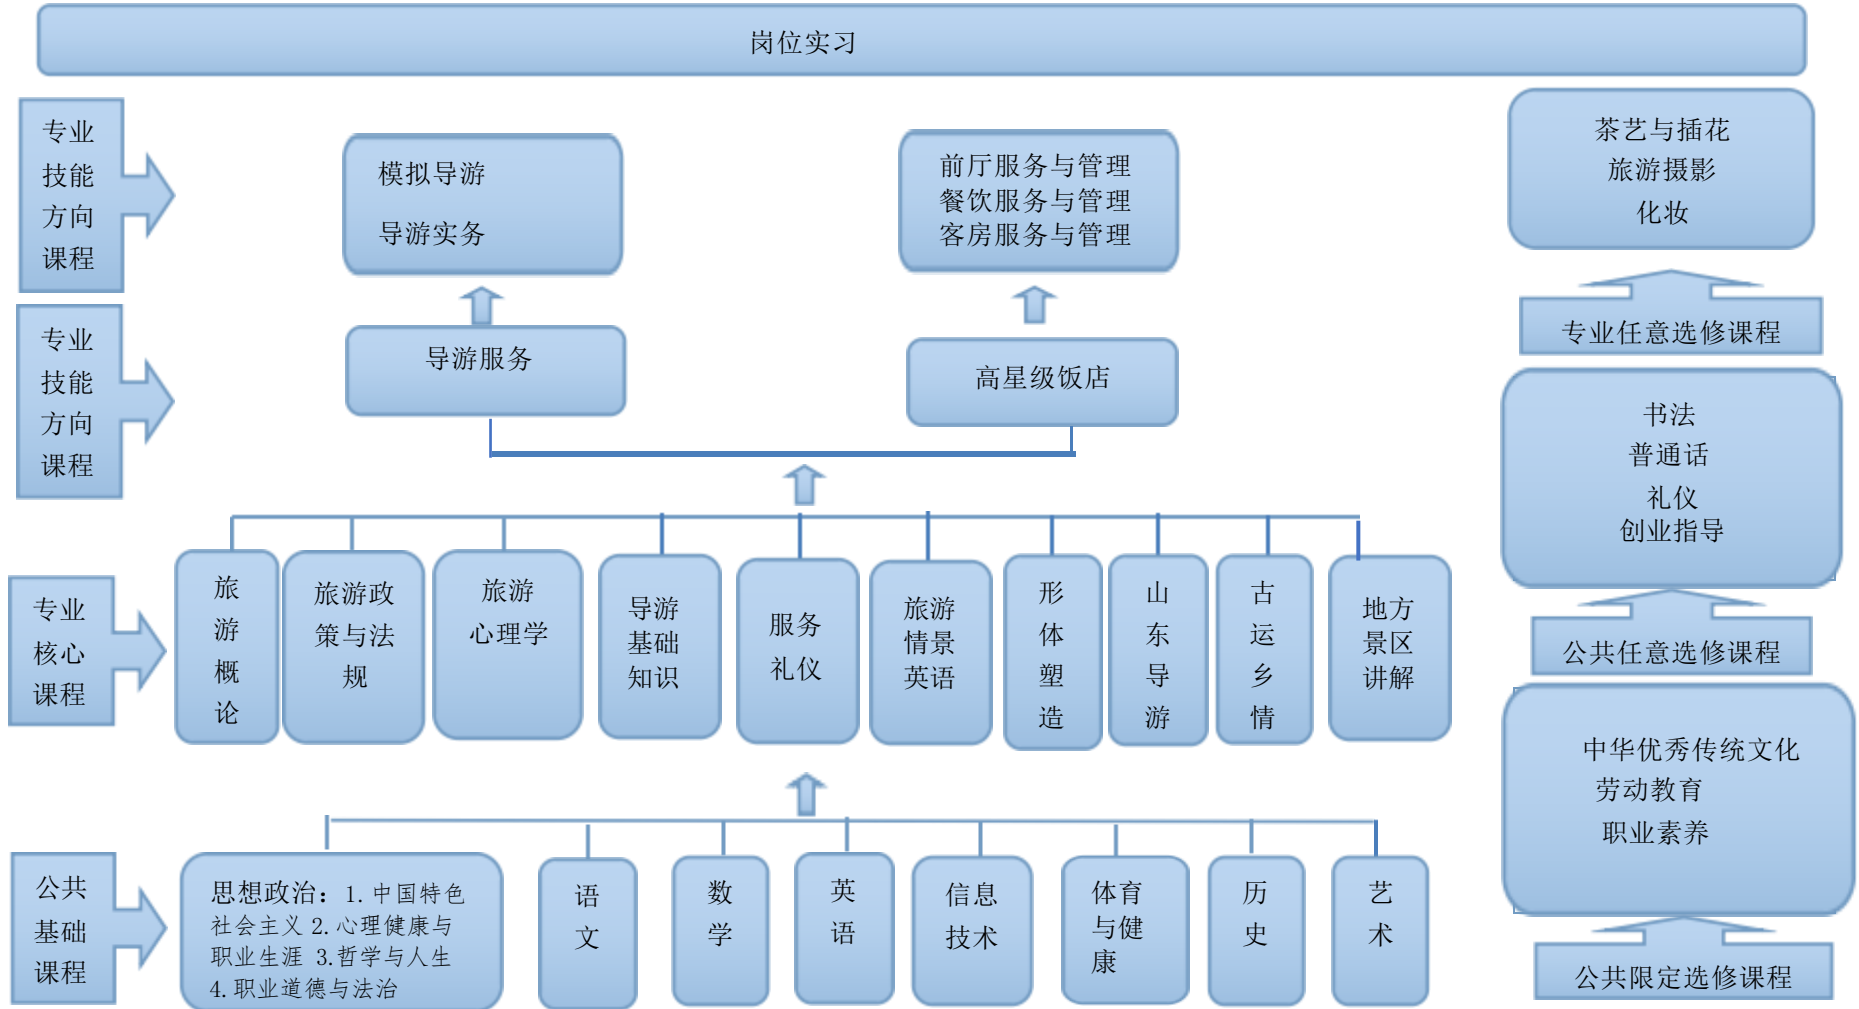 岗位实习
专业
技能
方向
课程
模拟导游
导游实务
前厅服务与管理
餐饮服务与管理
客房服务与管理
茶艺与插花
旅游摄影
化妆
专业任意选修课程
专业
技能
方向
课程
导游服务
高星级饭店
书法
普通话
礼仪
创业指导
公共任意选修课程
专业
核心
课程
旅
游
概
论
旅游政
策与法
规
旅游
心理学
导游
基础
知识
服务
礼仪
旅游
情景
英语
形
体
塑
造
山
东
导
游
古
运
乡
情
地方
景区
讲解
中华优秀传统文化
劳动教育
职业素养
公共限定选修课程
公共
基础
课程
思想政治：1.中国特色
社会主义 2.心理健康与
职业生涯 3.哲学与人生
4.职业道德与法治
语
文
数
学
英
语
信息
技术
体育
与健
康
历
史
艺
术